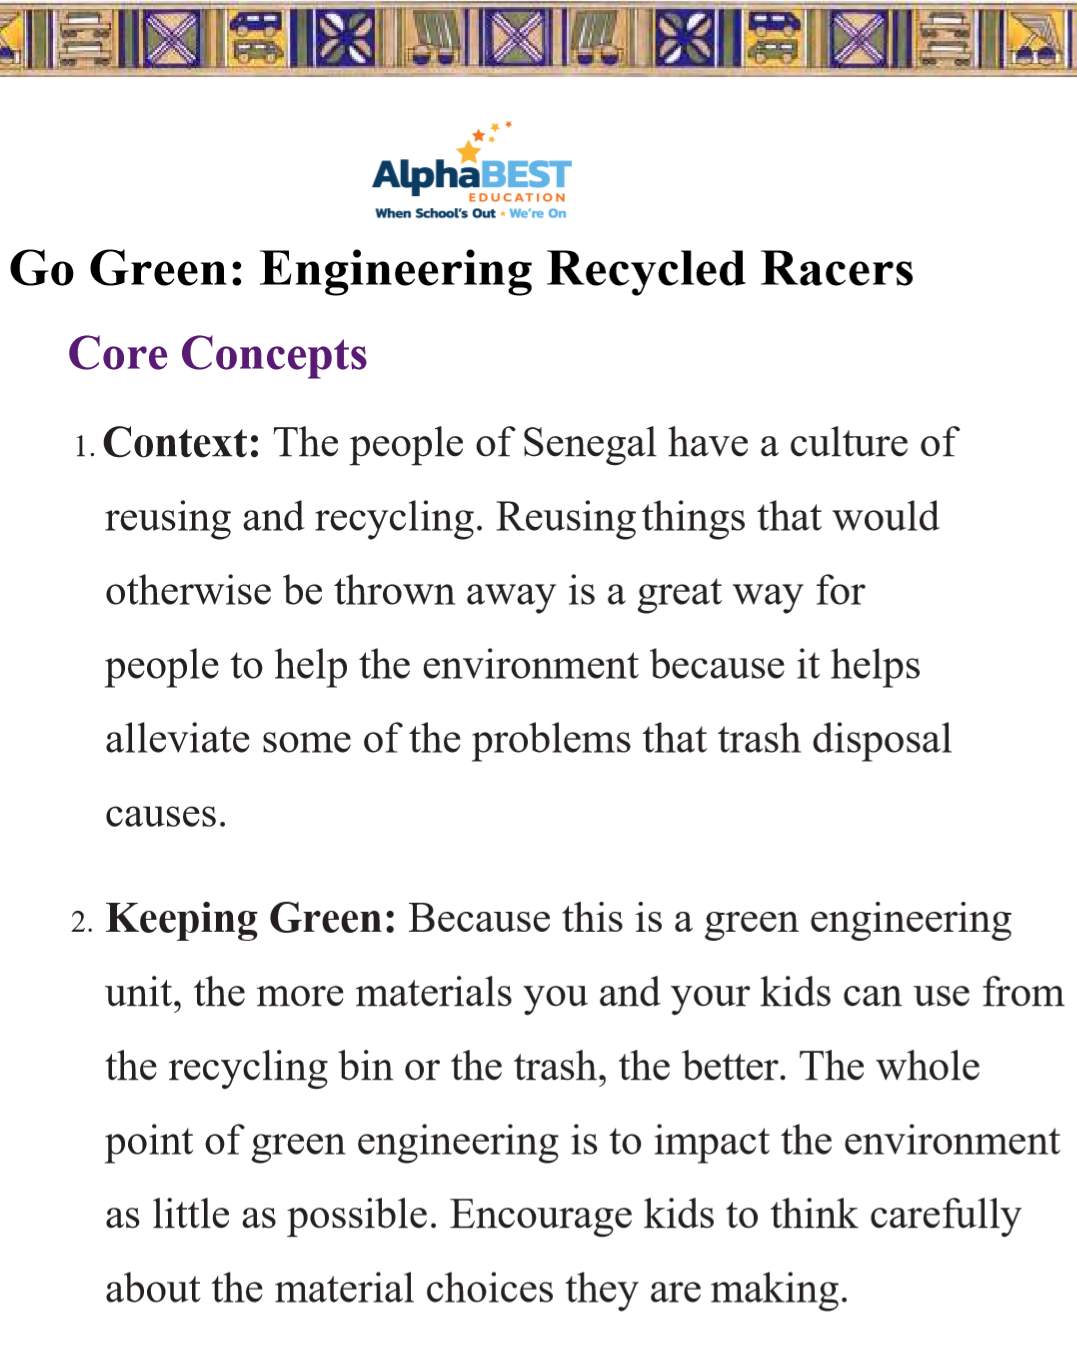 AlphaBEST
EDUCATION
When School's Out • We're On
Go Green: Engineering Recycled Racers
Core Concepts
1. Context: The people of Senegal have a culture of
reusing and recycling. Reusing things that would
otherwise be thrown away is a great way for
people to help the environment because it helps
alleviate some of the problems that trash disposal
causes.
2. Keeping Green: Because this is a green engineering
unit, the more materials you and your kids can use from
the recycling bin or the trash, the better. The whole
point of green engineering is to impact the environment
as little as possible. Encourage kids to think carefully
about the material choices they are making.